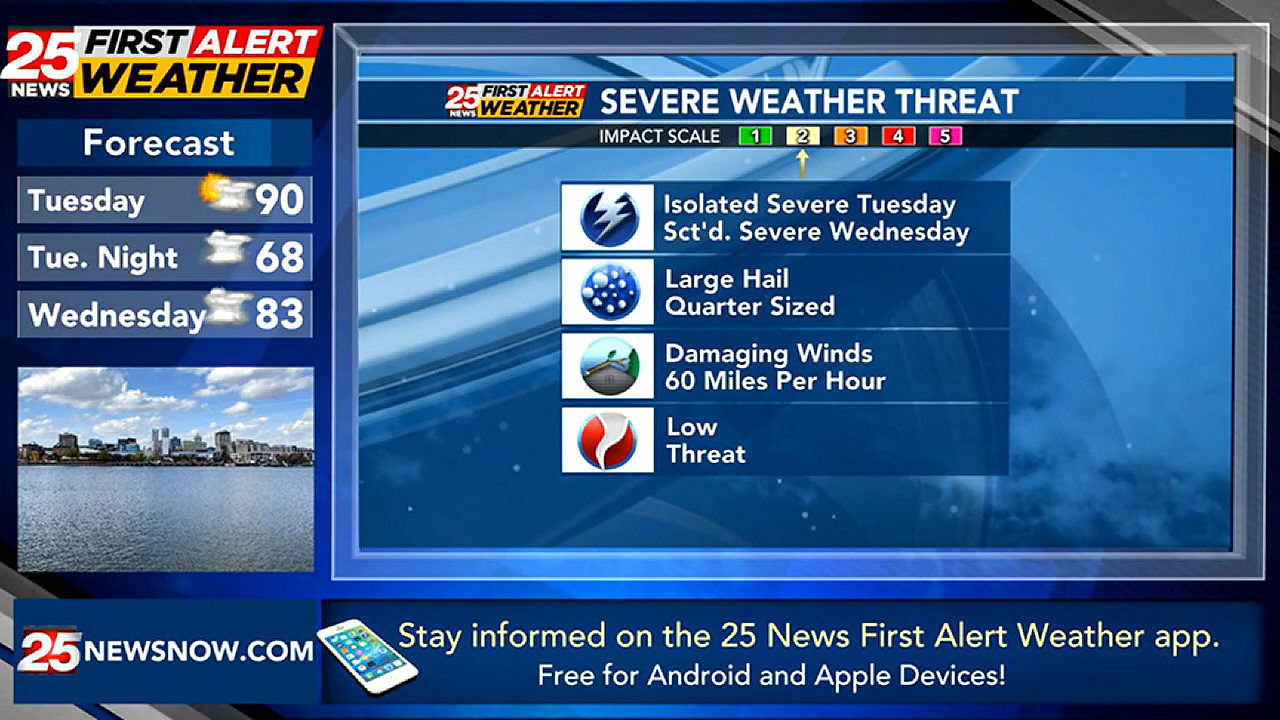 25 NEWS FIRST ALERT WEATHER
Forecast
Tuesday 90
Tue. Night 68
Wednesday 83
25 NEWS FIRST ALERT WEATHER SEVERE WEATHER THREAT
IMPACT SCALE 1 2 3 4 5
Isolated Severe Tuesday
Sct'd. Severe Wednesday
Large Hail
Quarter Sized
Damaging Winds
60 Miles Per Hour
Low
Threat
25 NEWSNOW.COM
Stay informed on the 25 News First Alert Weather app.
Free for Android and Apple Devices!